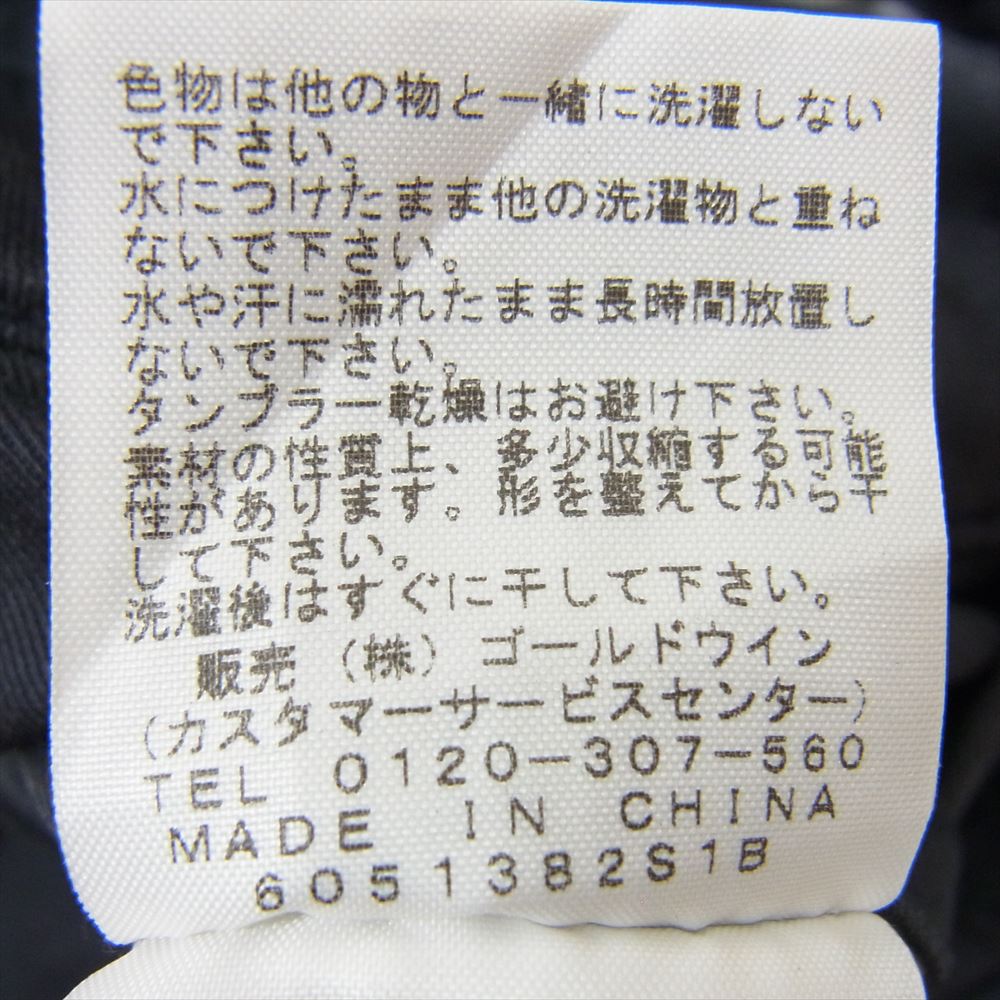 色物は他の物と一緒に洗濯しない
で下さい。
水につけたまま他の洗濯物と重ね
ないで下さい。
水や汗に濡れたまま長時間放置し
ないで下さい。
タンブラー乾燥はお避け下さい。
素材の性質上、多少収縮する可能
性があります。形を整えてから干
して下さい。
洗濯後はすぐに干して下さい。
販売（株）ゴールドウイン
（カスタマーサービスセンター）
TEL 0120-307-560
MADE IN CHINA
6051382S1B